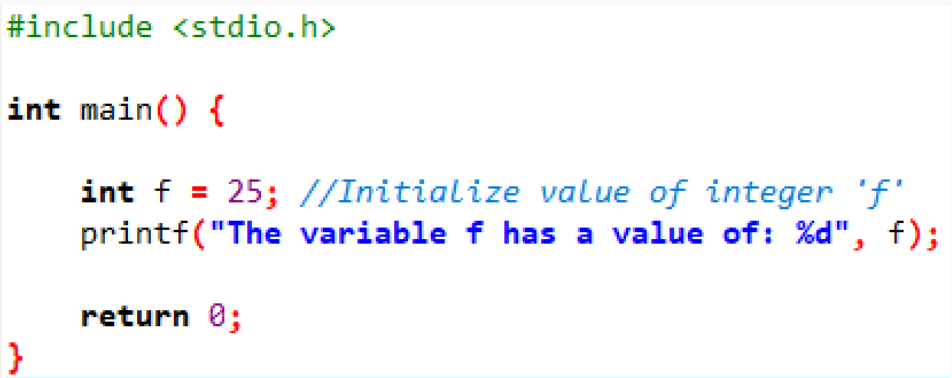 #include <stdio.h>
int main() {
int f = 25; //Initialize value of integer 'f'
printf("The variable f has a value of: %d", f);
return 0;
}